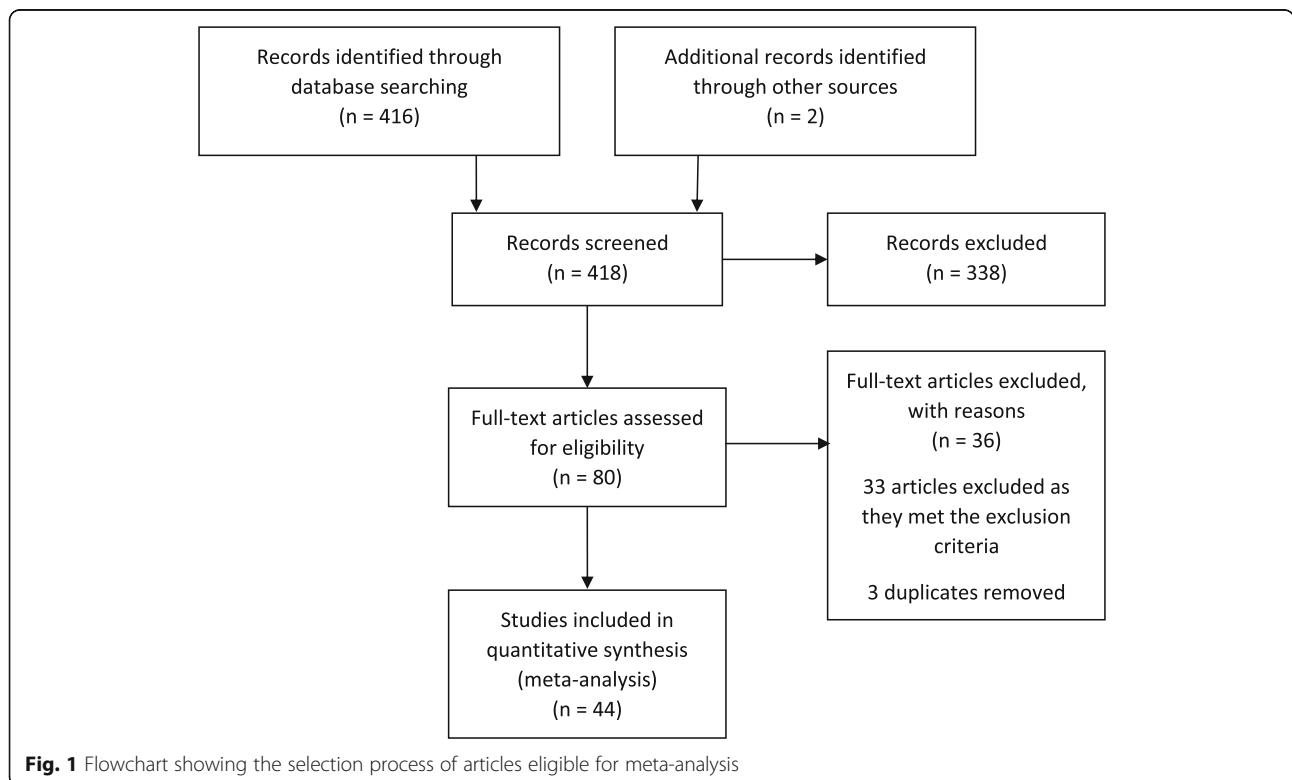 Records identified through
database searching
(n = 416)
Additional records identified
through other sources
(n = 2)
Records screened
(n = 418)
Records excluded
(n = 338)
Full-text articles assessed
for eligibility
(n = 80)
Full-text articles excluded,
with reasons
(n = 36)
33 articles excluded as
they met the exclusion
criteria
3 duplicates removed
Studies included in
quantitative synthesis
(meta-analysis)
(n = 44)
Fig. 1 Flowchart showing the selection process of articles eligible for meta-analysis